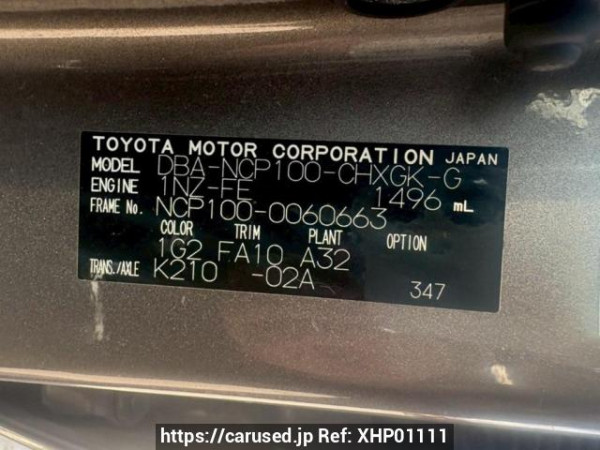 TOYOTA MOTOR CORPORATION JAPAN
MODEL DBA-NCP100-CHXGK-G
ENGINE 1NZ-FE 1496 mL
FRAME No. NCP100-0060663
COLOR TRIM PLANT OPTION
1G2 FA10 A32
TRANS./AXLE K210 -02A
347
https://carused.jp Ref: XHP01111